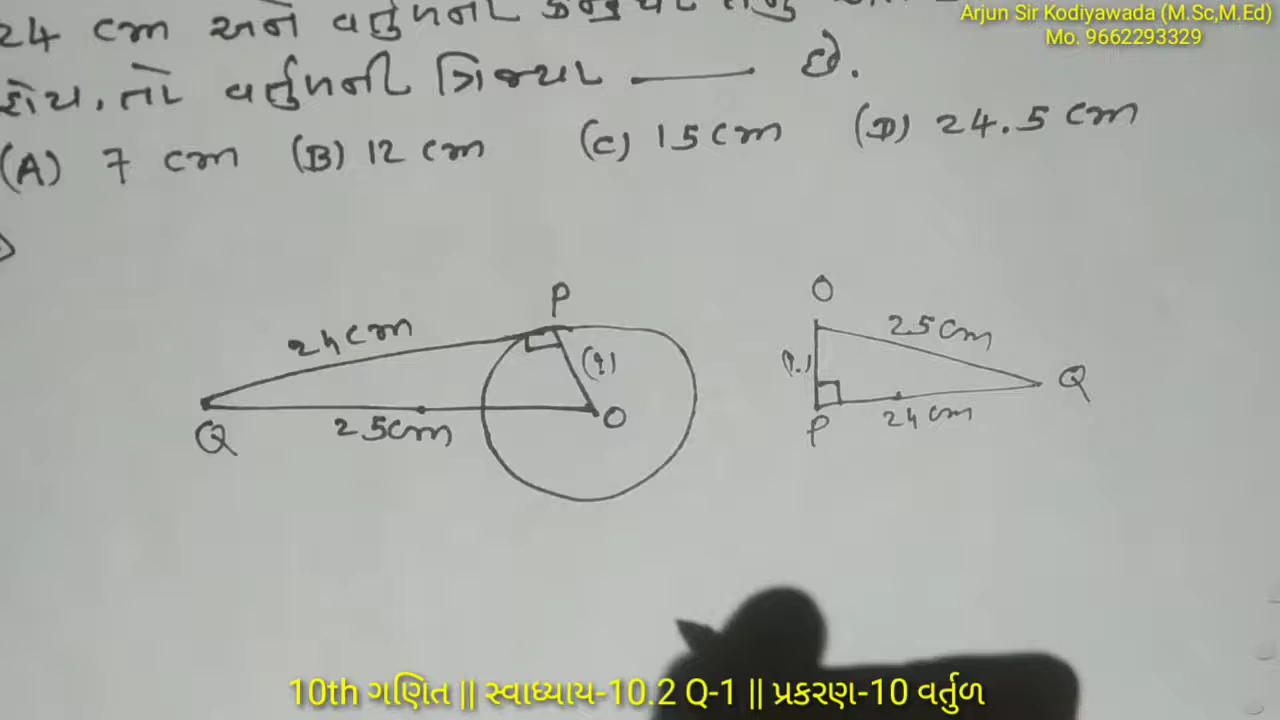 Arjun Sir Kodiyawada (M.Sc,M.Ed)
Mo. 9662293329
24 cm અને વર્તુળના
હોય, તો વર્તુળની ત્રિજ્યા ——— છે.
(A) 7 cm (B) 12 cm (C) 15 cm (D) 24.5 cm
P
24 cm
(r)
Q
25 cm
O
O
25 cm
(r)
Q
P
24 cm
10th ગણિત || સ્વાધ્યાય-10.2 Q-1 || પ્રકરણ-10 વર્તુળ